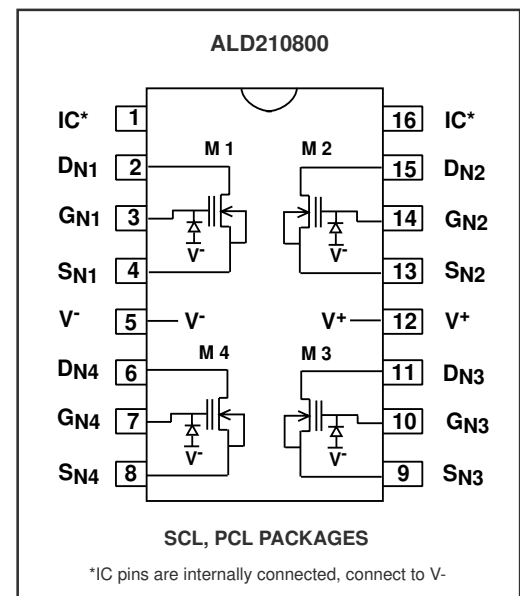 ALD210800
IC* 1 16 IC*
M 1 M 2
DN1 2 15 DN2
GN1 3 14 GN2
V- V-
SN1 4 13 SN2
V- 5 V- V+ 12 V+
M 4 M 3
DN4 6 11 DN3
GN4 7 10 GN3
V- V-
SN4 8 9 SN3
SCL, PCL PACKAGES
*IC pins are internally connected, connect to V-